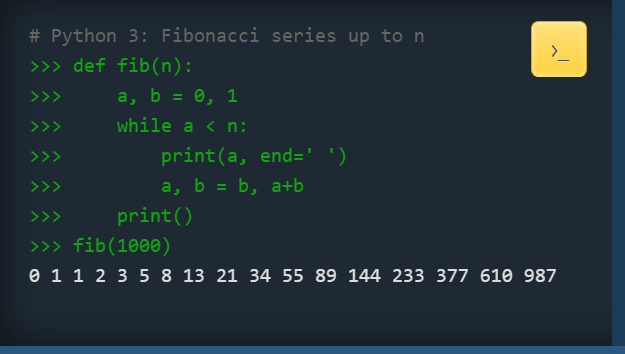 # Python 3: Fibonacci series up to n
>>> def fib(n):
>>>     a, b = 0, 1
>>>     while a < n:
>>>         print(a, end=' ')
>>>         a, b = b, a+b
>>>     print()
>>> fib(1000)
0 1 1 2 3 5 8 13 21 34 55 89 144 233 377 610 987
>_